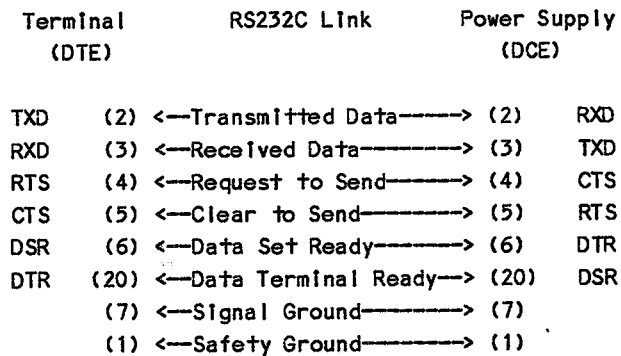 Terminal RS232C Link Power Supply
(DTE) (DCE)
TXD (2) <--Transmitted Data------> (2) RXD
RXD (3) <--Received Data---------> (3) TXD
RTS (4) <--Request to Send-------> (4) CTS
CTS (5) <--Clear to Send---------> (5) RTS
DSR (6) <--Data Set Ready--------> (6) DTR
DTR (20) <--Data Terminal Ready--> (20) DSR
(7) <--Signal Ground---------> (7)
(1) <--Safety Ground---------> (1)